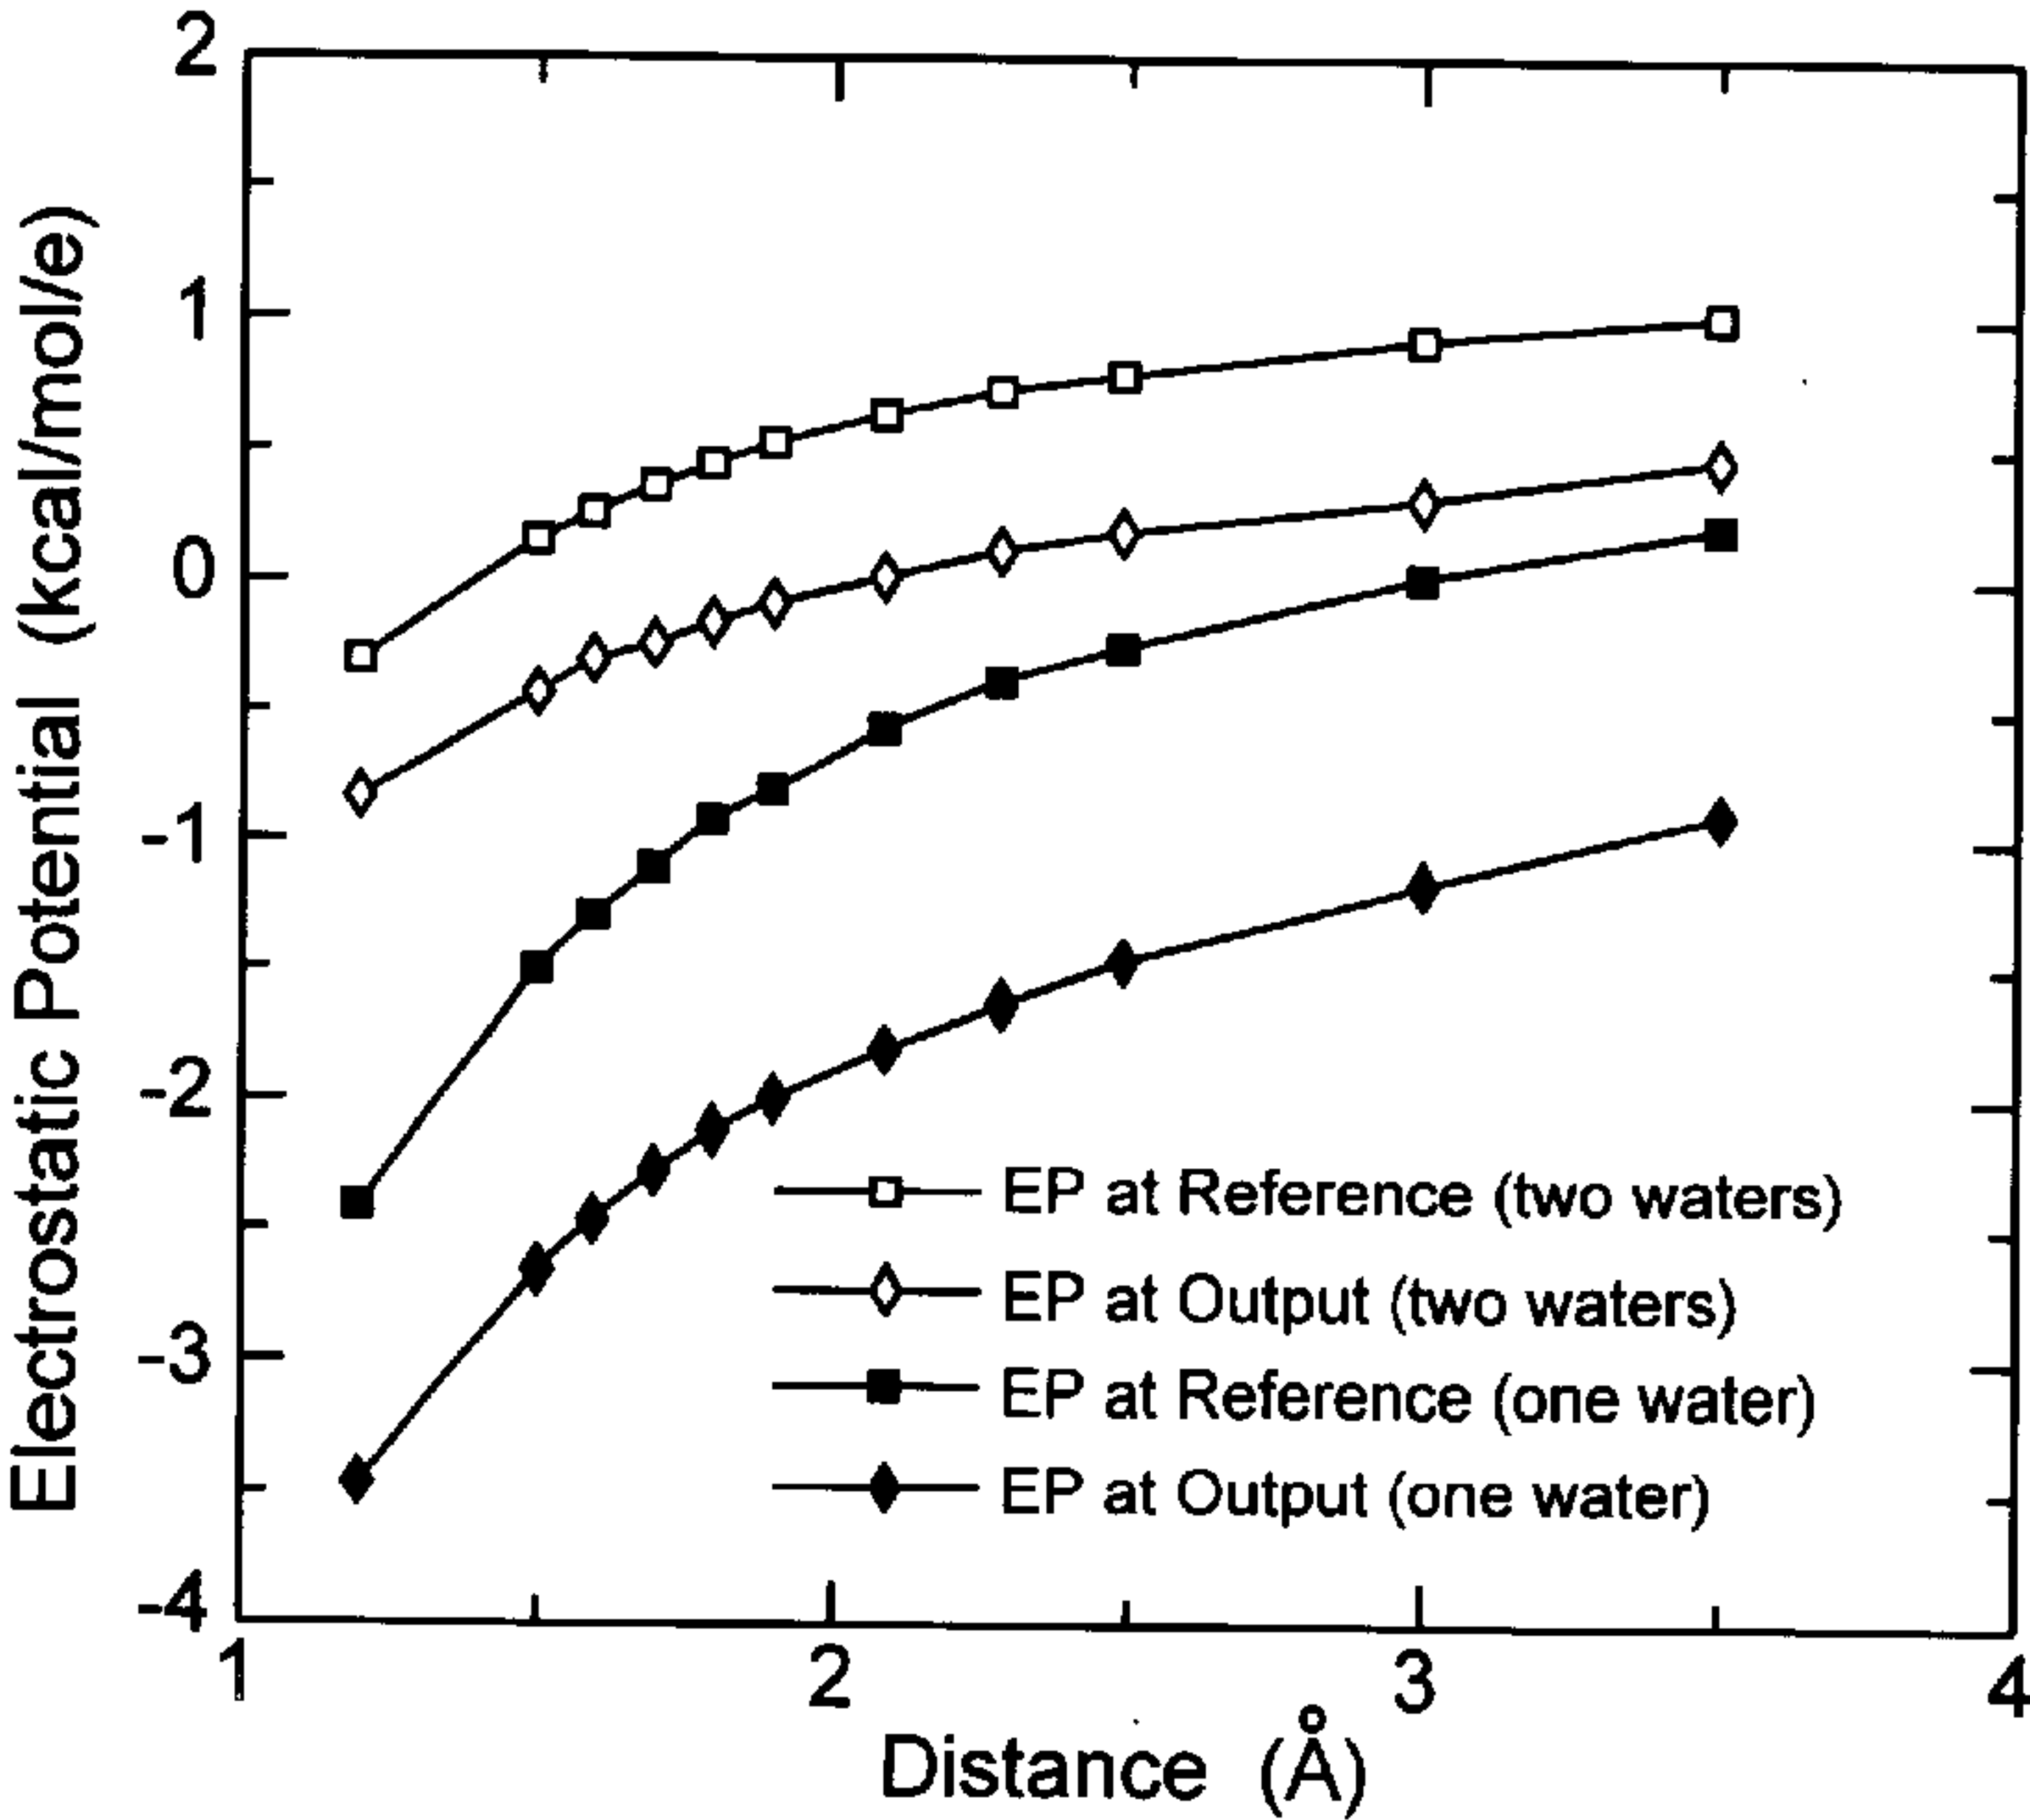 Electrostatic Potential (kcal/mol/e)
2
1
0
-1
-2
-3
-4
1
2
3
4
EP at Reference (two waters)
EP at Output (two waters)
EP at Reference (one water)
EP at Output (one water)
Distance (Å)